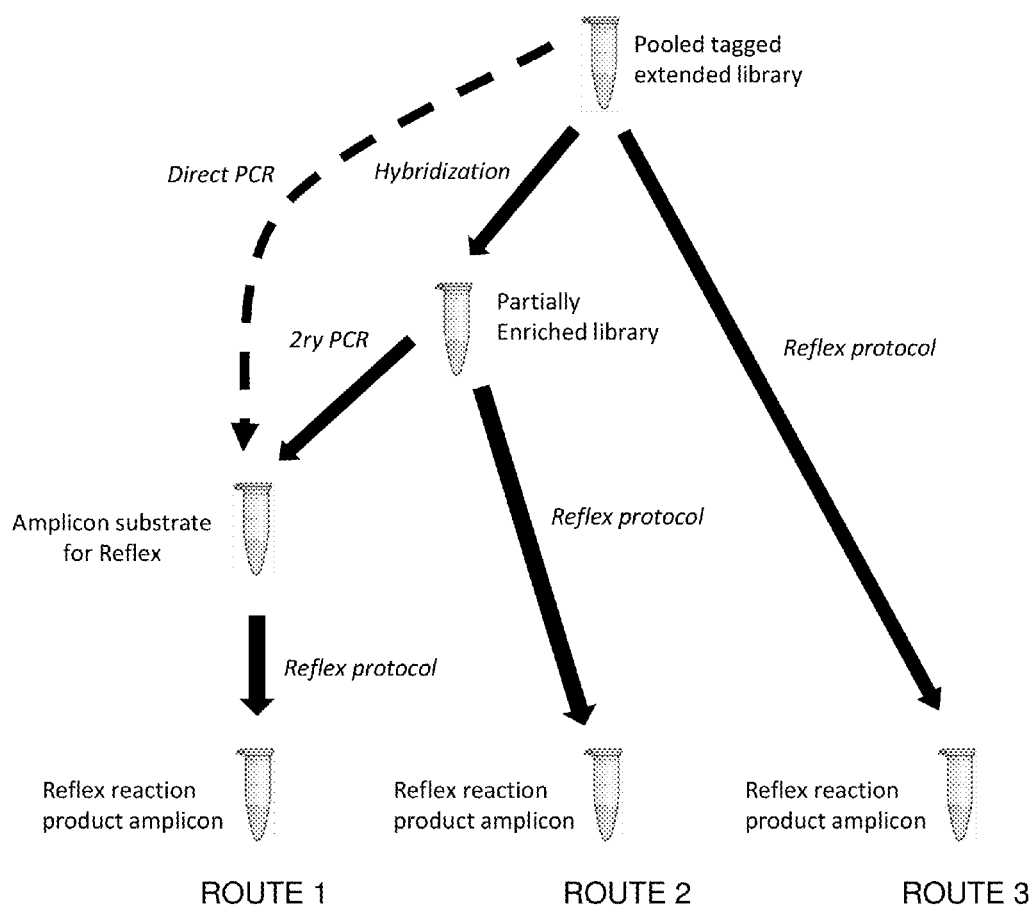 Pooled tagged
extended library
Direct PCR
Hybridization
Partially
Enriched library
2ry PCR
Reflex protocol
Amplicon substrate
for Reflex
Reflex protocol
Reflex protocol
Reflex reaction
product amplicon
Reflex reaction
product amplicon
Reflex reaction
product amplicon
ROUTE 1
ROUTE 2
ROUTE 3